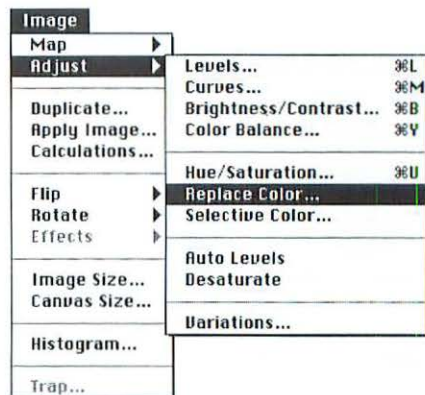 Image
Map
Adjust
Duplicate...
Apply Image...
Calculations...
Flip
Rotate
Effects
Image Size...
Canvas Size...
Histogram...
Trap...
Levels... ⌘L
Curves... ⌘M
Brightness/Contrast... ⌘B
Color Balance... ⌘Y
Hue/Saturation... ⌘U
Replace Color...
Selective Color...
Auto Levels
Desaturate
Variations...